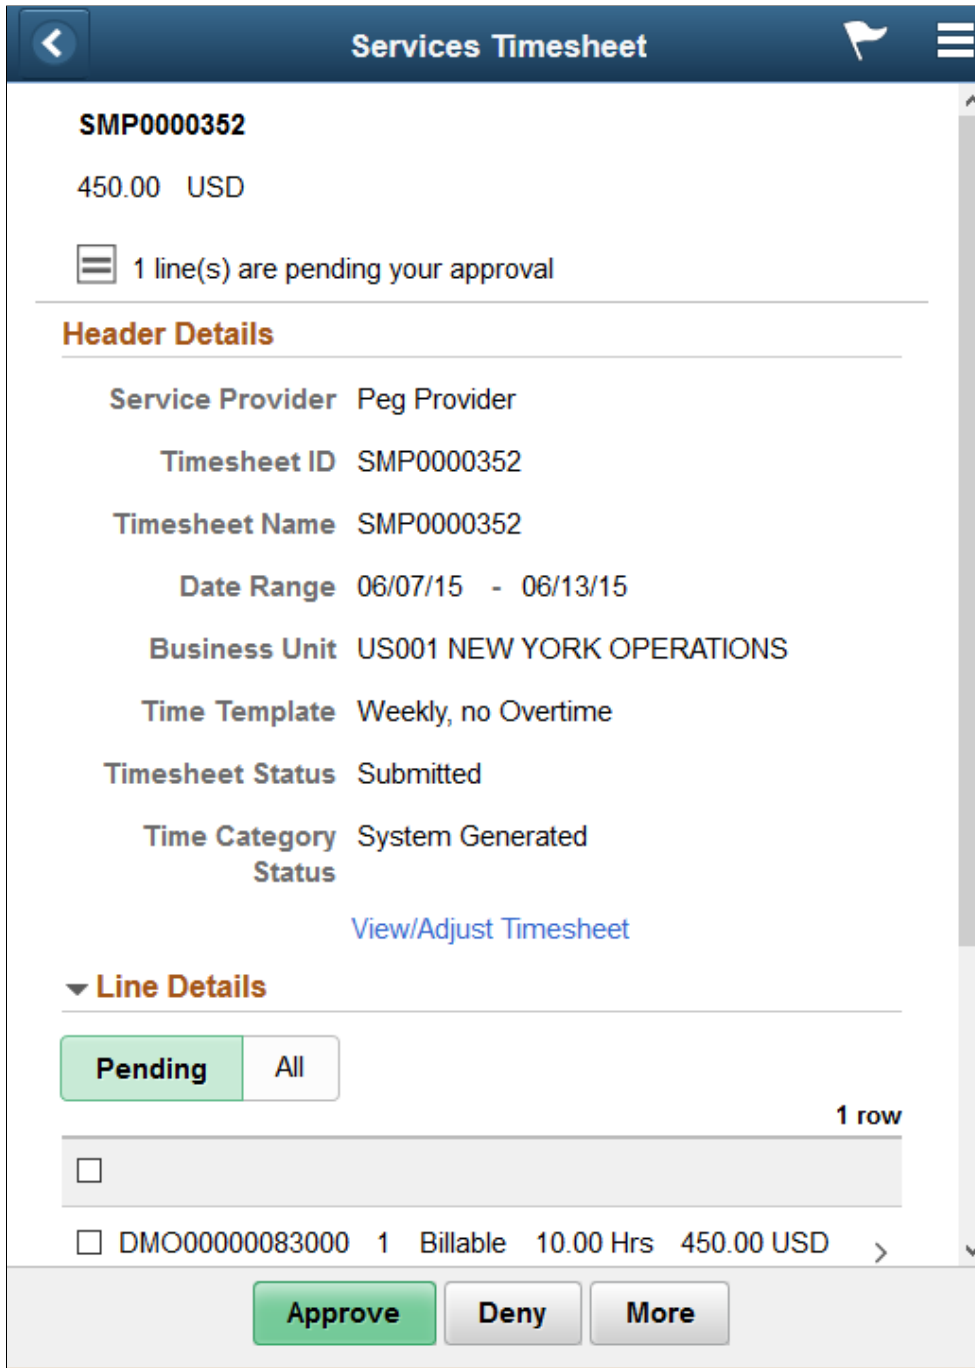 Services Timesheet
SMP0000352
450.00 USD
1 line(s) are pending your approval
Header Details
Service Provider Peg Provider
Timesheet ID SMP0000352
Timesheet Name SMP0000352
Date Range 06/07/15 - 06/13/15
Business Unit US001 NEW YORK OPERATIONS
Time Template Weekly, no Overtime
Timesheet Status Submitted
Time Category System Generated
Status
View/Adjust Timesheet
Line Details
Pending All
1 row
DMO00000083000 1 Billable 10.00 Hrs 450.00 USD
Approve Deny More